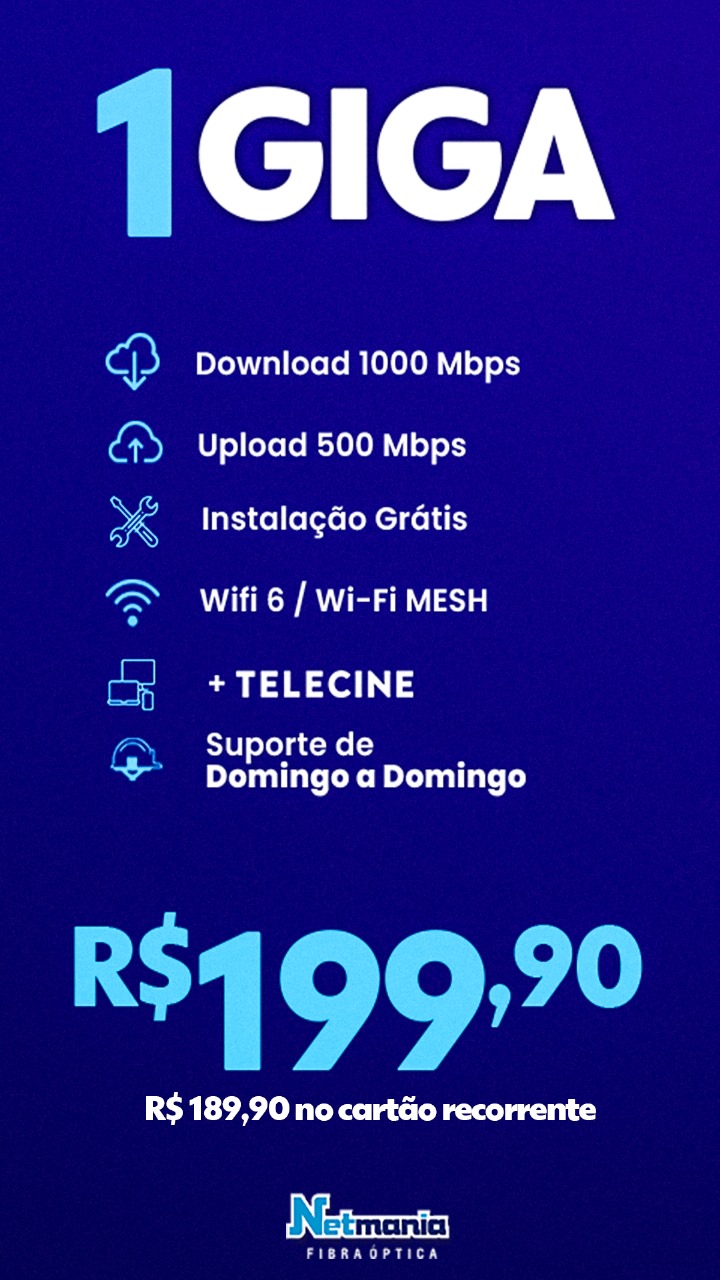 1 GIGA
Download 1000 Mbps
Upload 500 Mbps
Instalação Grátis
Wifi 6 / Wi-Fi MESH
+ TELECINE
Suporte de
Domingo a Domingo
R$199,90
R$ 189,90 no cartão recorrente
Netmania
FIBRA ÓPTICA